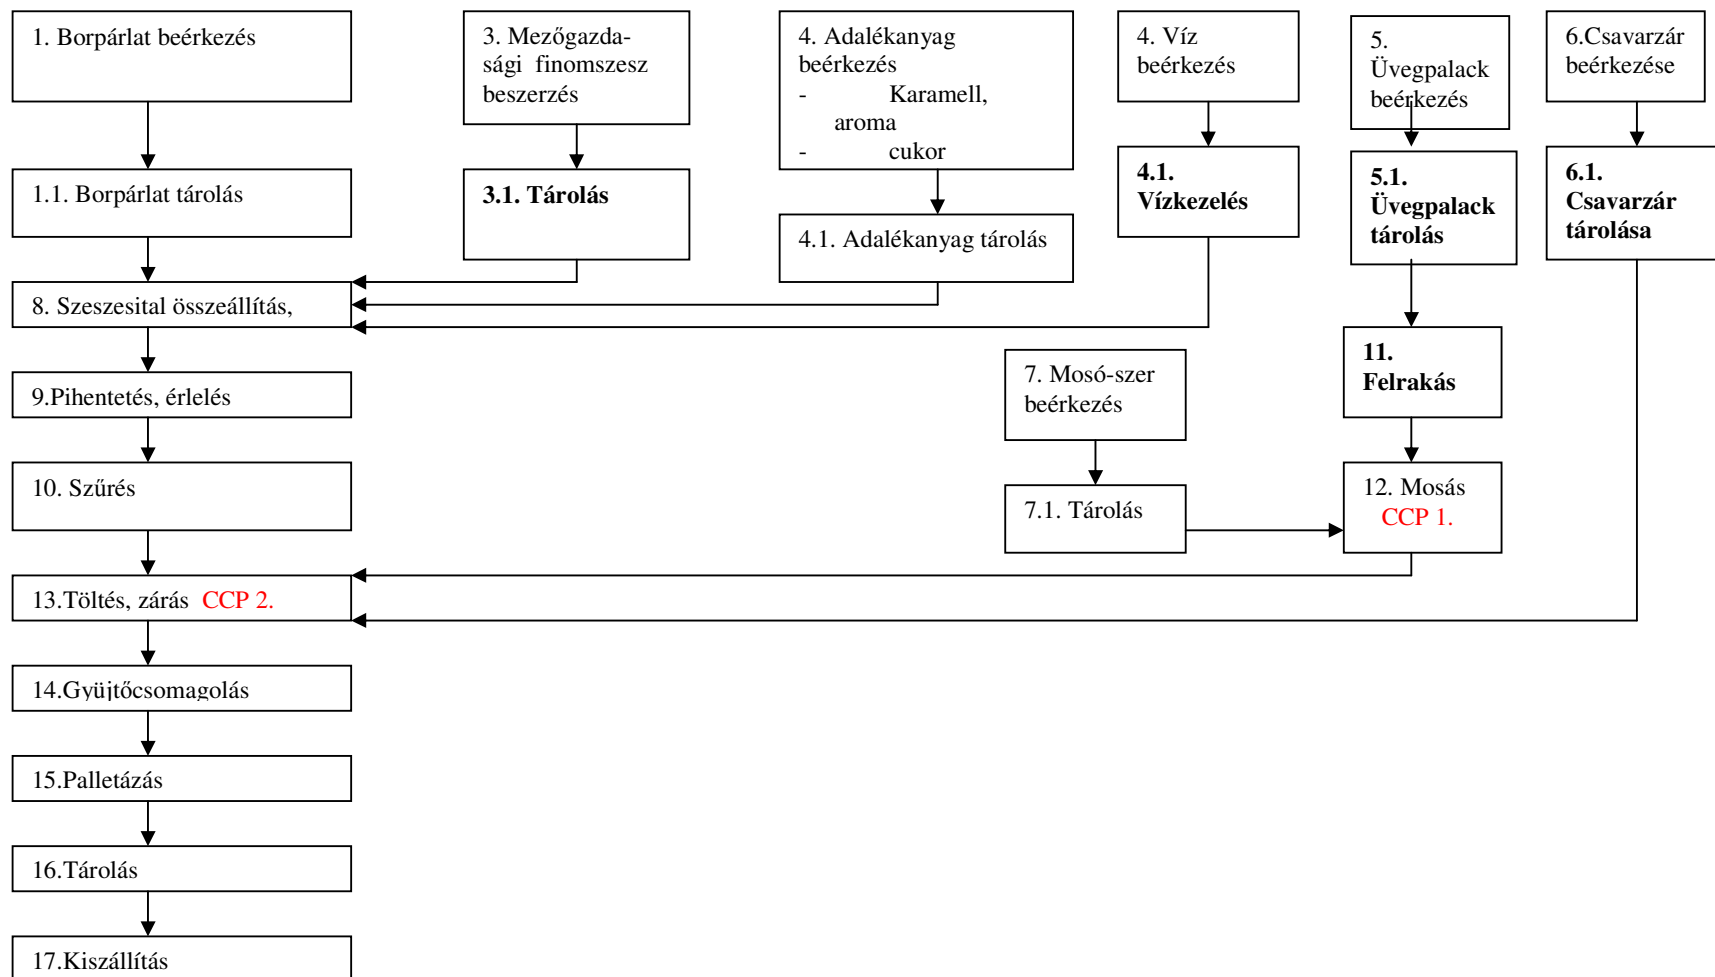 1. Borpárlat beérkezés
3. Mezőgazda-
sági finomszesz
beszerzés
4. Adalékanyag
beérkezés
- Karamell,
aroma
- cukor
4. Víz
beérkezés
5.
Üvegpalack
beérkezés
6.Csavarzár
beérkezése
1.1. Borpárlat tárolás
3.1. Tárolás
4.1. Adalékanyag tárolás
4.1.
Vízkezelés
5.1.
Üvegpalack
tárolás
6.1.
Csavarzár
tárolása
8. Szeszesital összeállítás,
9.Pihentetés, érlelés
7. Mosó-szer
beérkezés
11.
Felrakás
10. Szűrés
7.1. Tárolás
12. Mosás
CCP 1.
13.Töltés, zárás CCP 2.
14.Gyüjtőcsomagolás
15.Palletázás
16.Tárolás
17.Kiszállítás